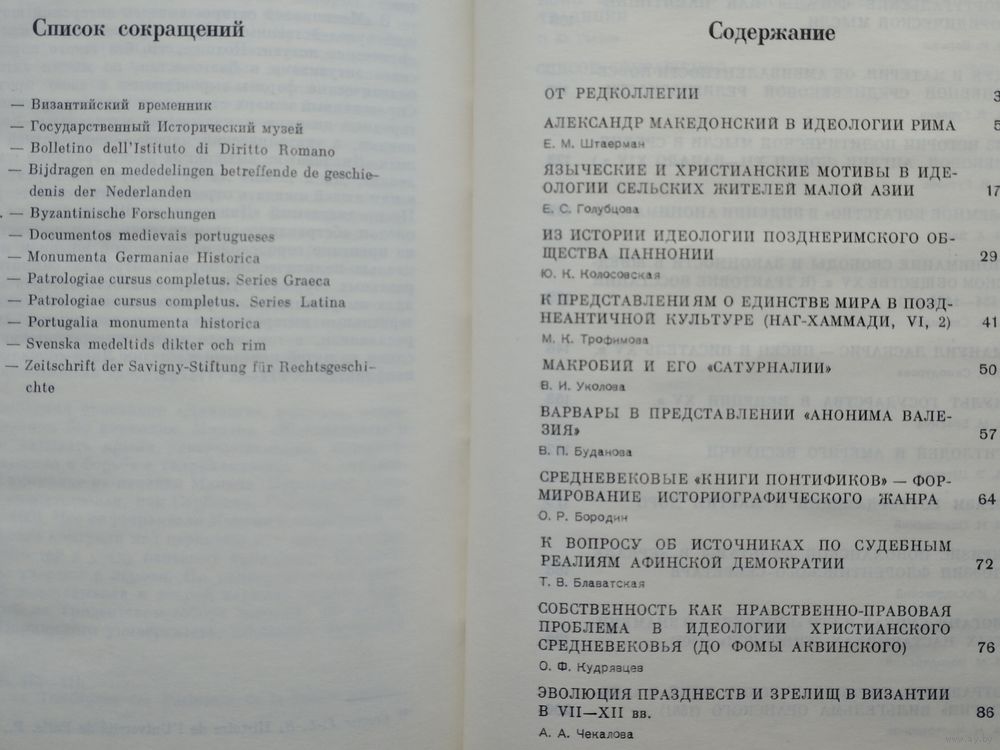 Список сокращений
— Византийский временник
— Государственный Исторический музей
— Bolletino dell'Istituto di Diritto Romano
— Bijdragen en mededelingen betreffende de geschie-
denis der Nederlanden
. — Byzantinische Forschungen
— Documentos medievais portugueses
— Monumenta Germaniae Historica
— Patrologiae cursus completus. Series Graeca
— Patrologiae cursus completus. Series Latina
— Portugalia monumenta historica
— Svenska medeltids dikter och rim
— Zeitschrift der Savigny-Stiftung für Rechtsgeschi-
chte
Содержание
ОТ РЕДКОЛЛЕГИИ 3
АЛЕКСАНДР МАКЕДОНСКИЙ В ИДЕОЛОГИИ РИМА 5
Е. М. Штаерман
ЯЗЫЧЕСКИЕ И ХРИСТИАНСКИЕ МОТИВЫ В ИДЕ-
ОЛОГИИ СЕЛЬСКИХ ЖИТЕЛЕЙ МАЛОЙ АЗИИ 17
Е. С. Голубцова
ИЗ ИСТОРИИ ИДЕОЛОГИИ ПОЗДНЕРИМСКОГО ОБ-
ЩЕСТВА ПАННОНИИ 29
Ю. К. Колосовская
К ПРЕДСТАВЛЕНИЯМ О ЕДИНСТВЕ МИРА В ПОЗД-
НЕАНТИЧНОЙ КУЛЬТУРЕ (НАГ-ХАММАДИ, VI, 2) 41
М. К. Трофимова
МАКРОБИЙ И ЕГО «САТУРНАЛИИ» 50
В. И. Уколова
ВАРВАРЫ В ПРЕДСТАВЛЕНИИ «АНОНИМА ВАЛЕ-
ЗИЯ» 57
В. П. Буданова
СРЕДНЕВЕКОВЫЕ «КНИГИ ПОНТИФИКОВ» — ФОР-
МИРОВАНИЕ ИСТОРИОГРАФИЧЕСКОГО ЖАНРА 64
О. Р. Бородин
К ВОПРОСУ ОБ ИСТОЧНИКАХ ПО СУДЕБНЫМ
РЕАЛИЯМ АФИНСКОЙ ДЕМОКРАТИИ 72
Т. В. Блаватская
СОБСТВЕННОСТЬ КАК НРАВСТВЕННО-ПРАВОВАЯ
ПРОБЛЕМА В ИДЕОЛОГИИ ХРИСТИАНСКОГО
СРЕДНЕВЕКОВЬЯ (ДО ФОМЫ АКВИНСКОГО) 76
О. Ф. Кудрявцев
ЭВОЛЮЦИЯ ПРАЗДНЕСТВ И ЗРЕЛИЩ В ВИЗАНТИИ
В VII—XII вв. 86
А. А. Чекалова